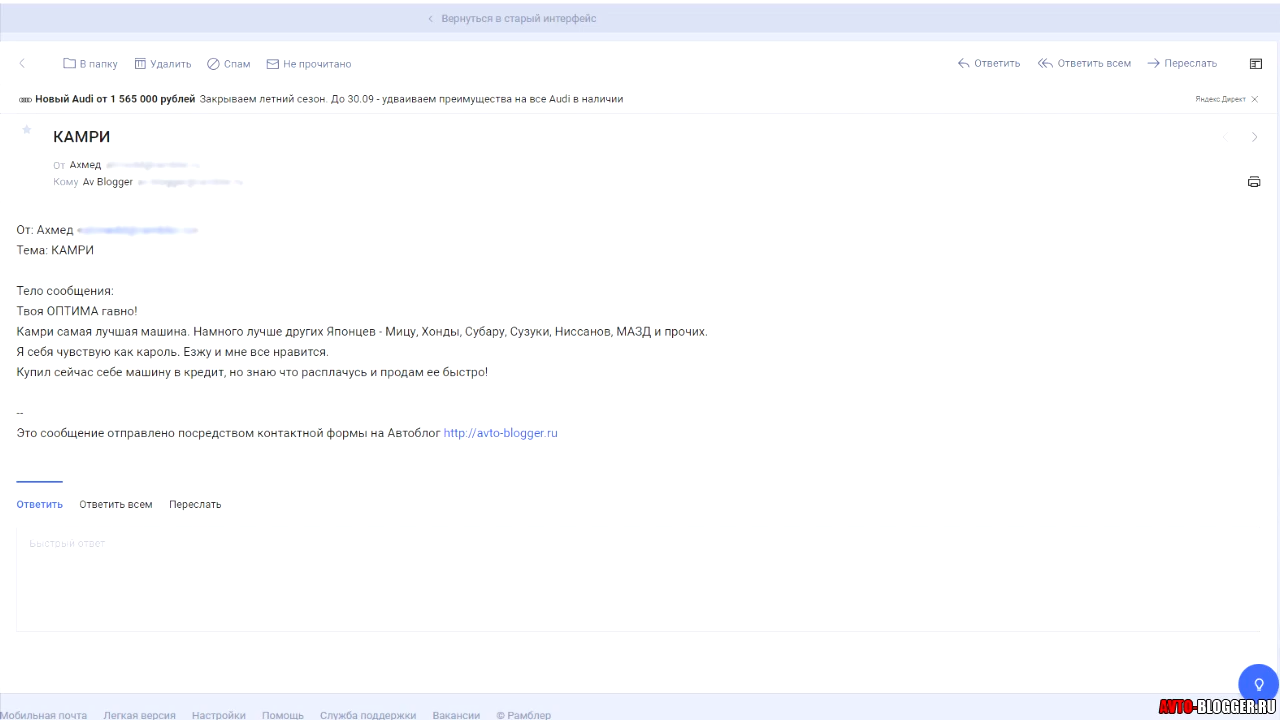 Вернуться в старый интерфейс
В папку Удалить Спам Не прочитано Ответить Ответить всем Переслать
Новый Audi от 1 565 000 рублей Закрываем летний сезон. До 30.09 - удваиваем преимущества на все Audi в наличии Яндекс.Директ
КАМРИ
От Ахмед
Кому Av Blogger
От: Ахмед
Тема: КАМРИ
Тело сообщения:
Твоя ОПТИМА гавно!
Камри самая лучшая машина. Намного лучше других Японцев - Мицу, Хонды, Субару, Сузуки, Ниссанов, МАЗД и прочих.
Я себя чувствую как кароль. Езжу и мне все нравится.
Купил сейчас себе машину в кредит, но знаю что расплачусь и продам ее быстро!
--
Это сообщение отправлено посредством контактной формы на Автоблог http://avto-blogger.ru
Ответить Ответить всем Переслать
Быстрый ответ
AVTO-BLOGGER.RU
Мобильная почта Легкая версия Настройки Помощь Служба поддержки Вакансии © Рамблер